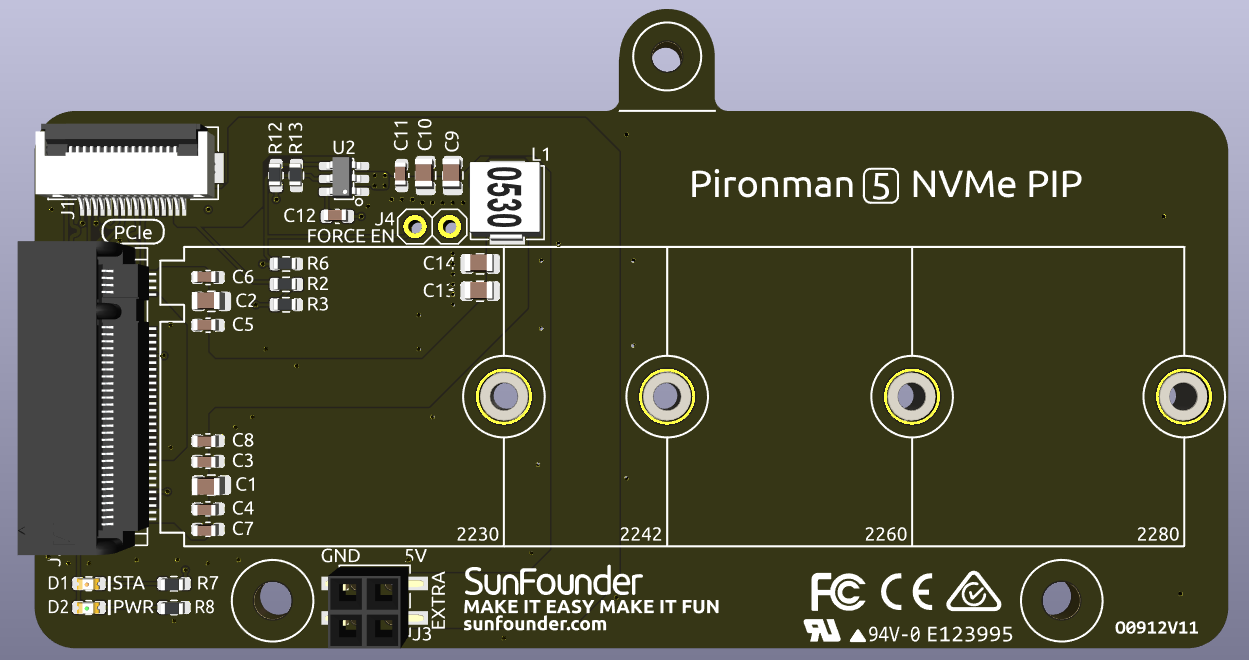 R12
R13
U2
C11
C10
C9
L1
0530
Pironman 5 NVMe PIP
J1
PCIe
C12
J4
FORCE EN
C14
C13
C6
C2
C5
R6
R2
R3
C8
C3
C1
C4
C7
2230
2242
2260
2280
GND
5V
EXTRA
J3
D1
STA
R7
D2
PWR
R8
SunFounder
MAKE IT EASY MAKE IT FUN
sunfounder.com
FC CE
94V-0 E123995
O0912V11